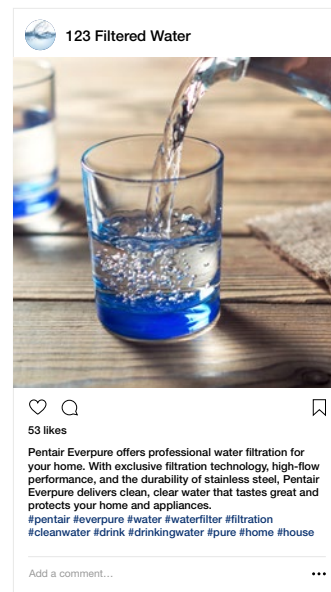 123 Filtered Water
53 likes
Pentair Everpure offers professional water filtration for
your home. With exclusive filtration technology, high-flow
performance, and the durability of stainless steel, Pentair
Everpure delivers clean, clear water that tastes great and
protects your home and appliances.
#pentair #everpure #water #waterfilter #filtration
#cleanwater #drink #drinkingwater #pure #home #house
Add a comment...